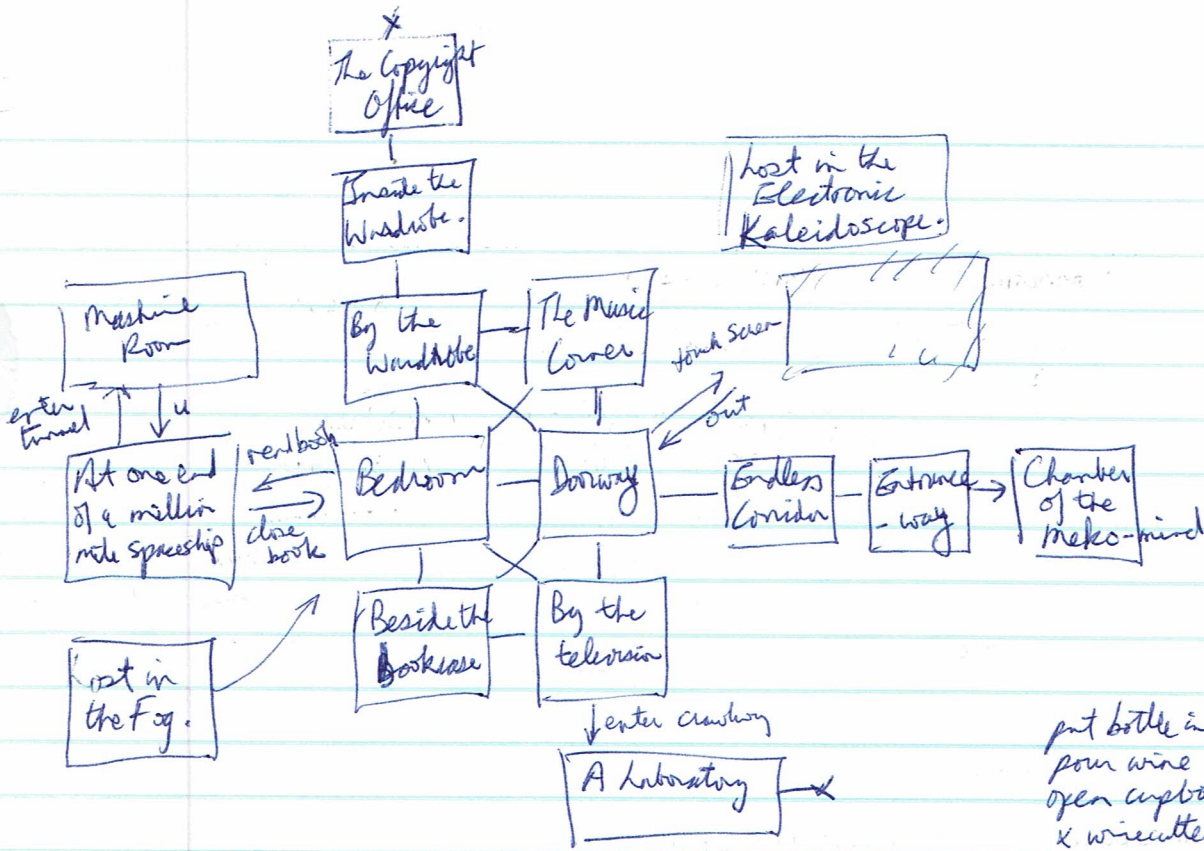 X
The Copyright
Office
Inside the
Wardrobe.
Lost in the
Electronic
Kaleidoscope.
Mashine
Room
By the
Wardrobe
The Music
Corner
touch screen
out
enter
tunnel
u
At one end
of a million
mile spaceship
read book
close
book
Bedroom
Doorway
Endless
Corridor
Entrance
-way
Chamber
of the
Meko-mind
Beside the
bookcase
By the
television
Lost in
the Fog.
enter crawlway
A Laboratory
X
put bottle in
pour wine
open cupbo
x wirecutte